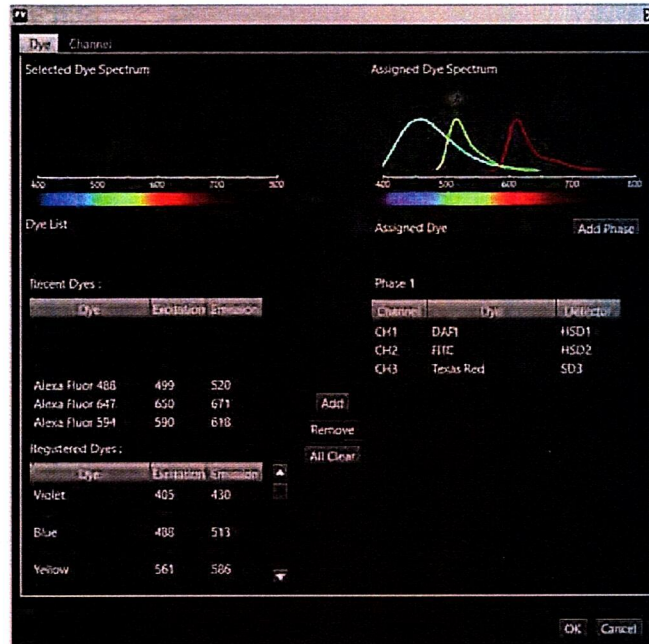 FV
Dye Channel
Selected Dye Spectrum
400 500 600 700 800
Dye List
Recent Dyes :
Dye Excitation Emission
Alexa Fluor 488 499 520
Alexa Fluor 647 650 671
Alexa Fluor 594 590 618
Registered Dyes :
Dye Excitation Emission
Violet 405 430
Blue 488 513
Yellow 561 586
Add
Remove
All Clear
Assigned Dye Spectrum
400 500 600 700 800
Assigned Dye Add Phase
Phase 1
Channel Dye Detector
CH1 DAPI HSD1
CH2 FITC HSD2
CH3 Texas Red SD3
OK Cancel